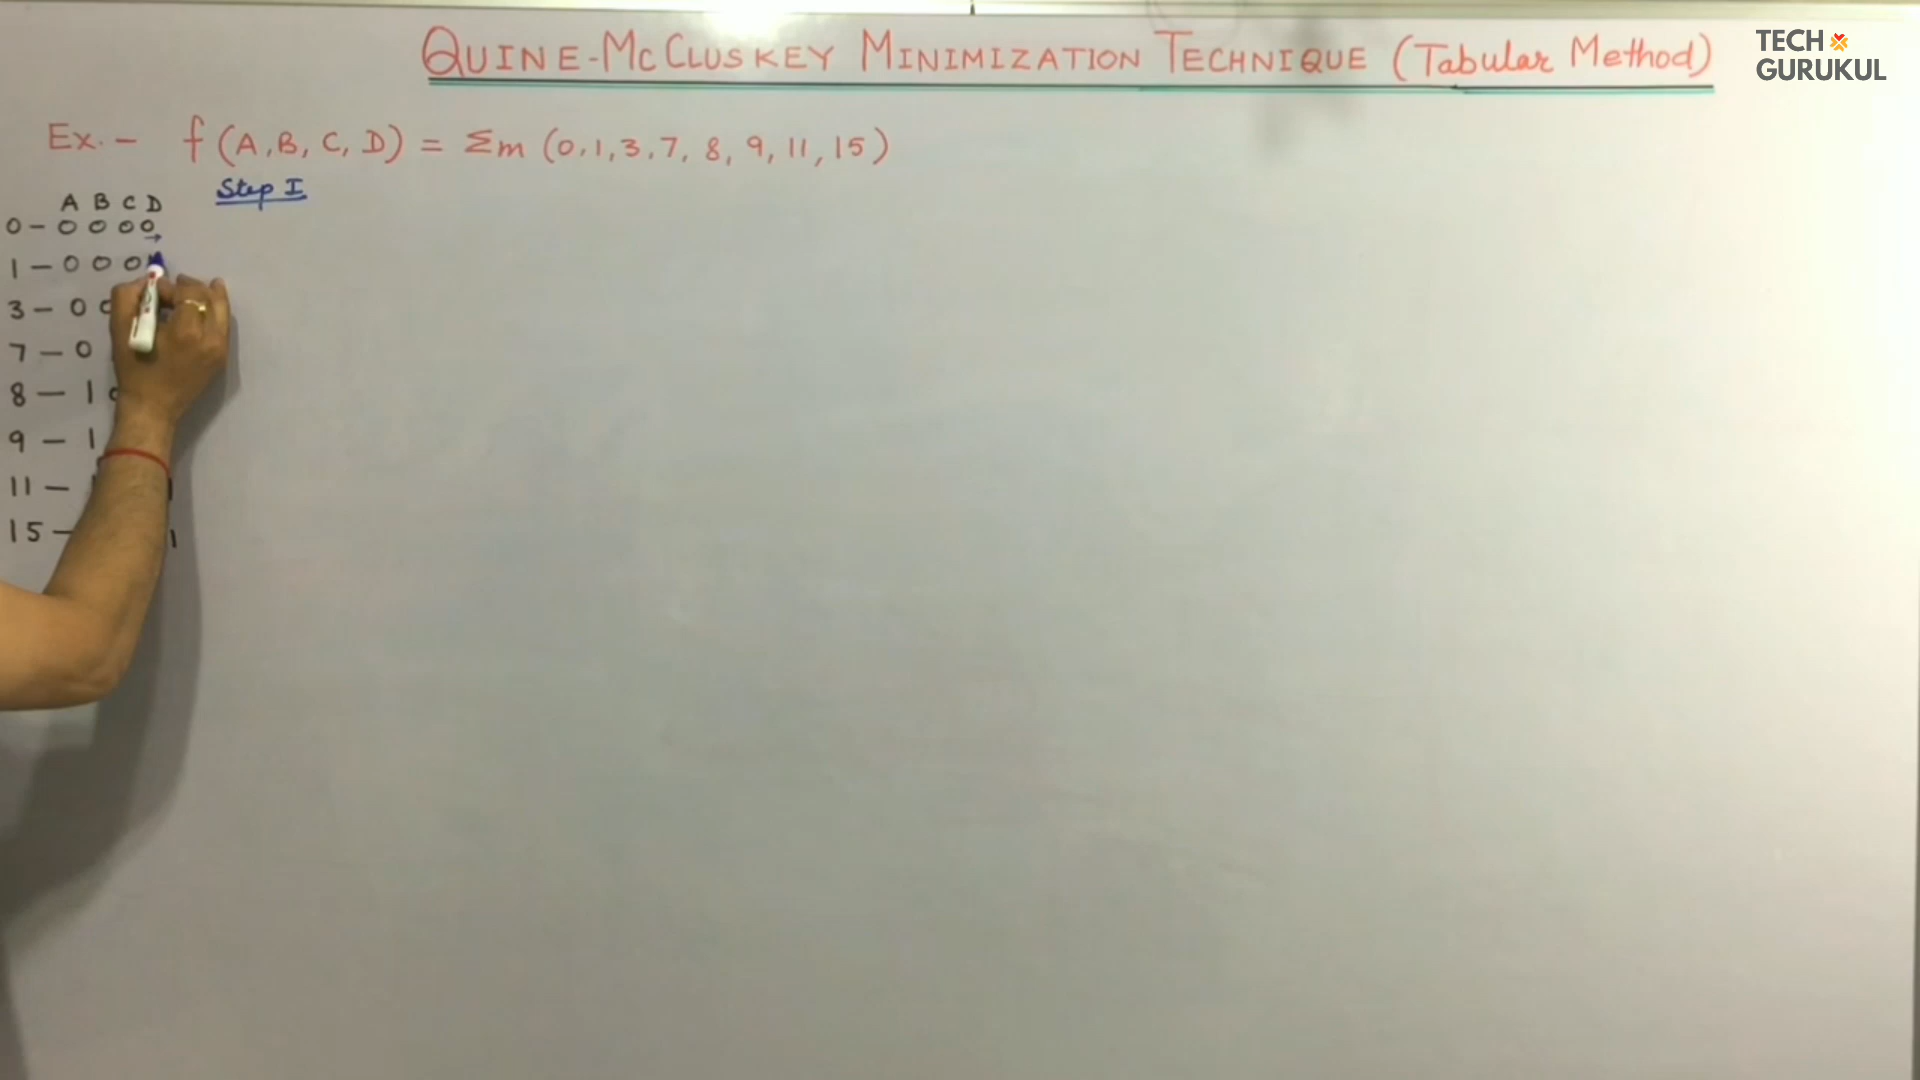 QUINE-MCCLUSKEY MINIMIZATION TECHNIQUE (Tabular Method)
TECH
GURUKUL
Ex. - f (A, B, C, D) = Σm (0, 1, 3, 7, 8, 9, 11, 15)
Step I
A B C D
0 - 0 0 0 0
1 - 0 0 0
3 - 0
7 - 0
8 - 1
9 - 1
11 - 1
15 - 1